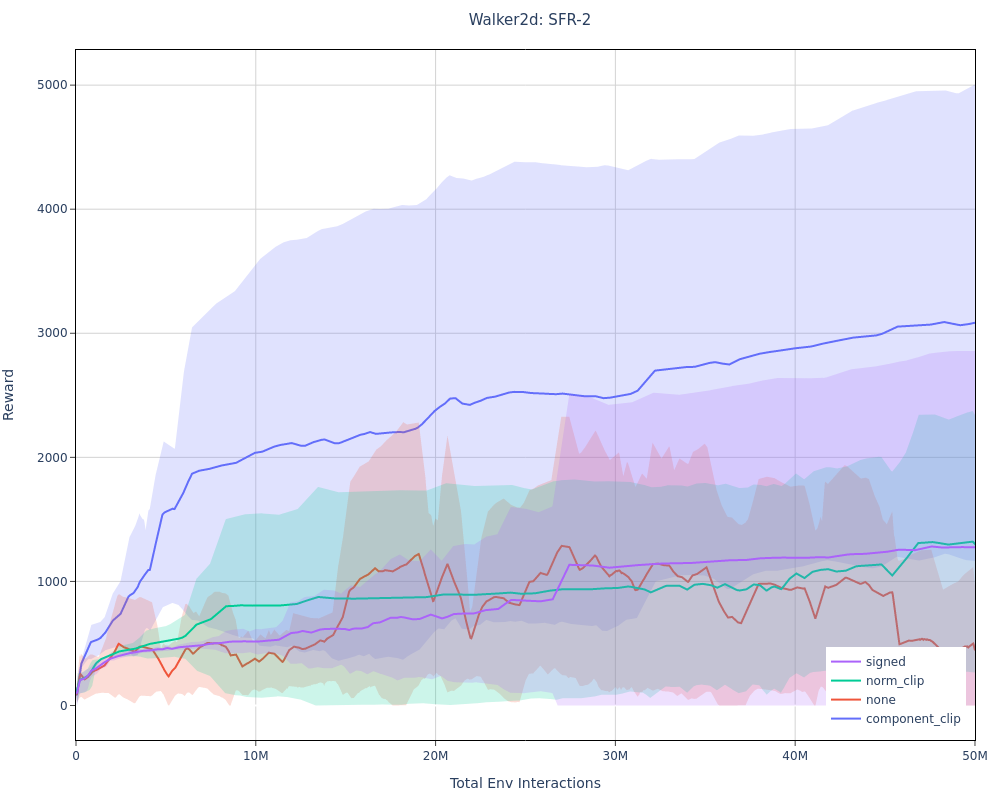 Walker2d: SFR-2
5000
4000
3000
2000
1000
0
Reward
0
10M
20M
30M
40M
50M
Total Env Interactions
signed
norm_clip
none
component_clip